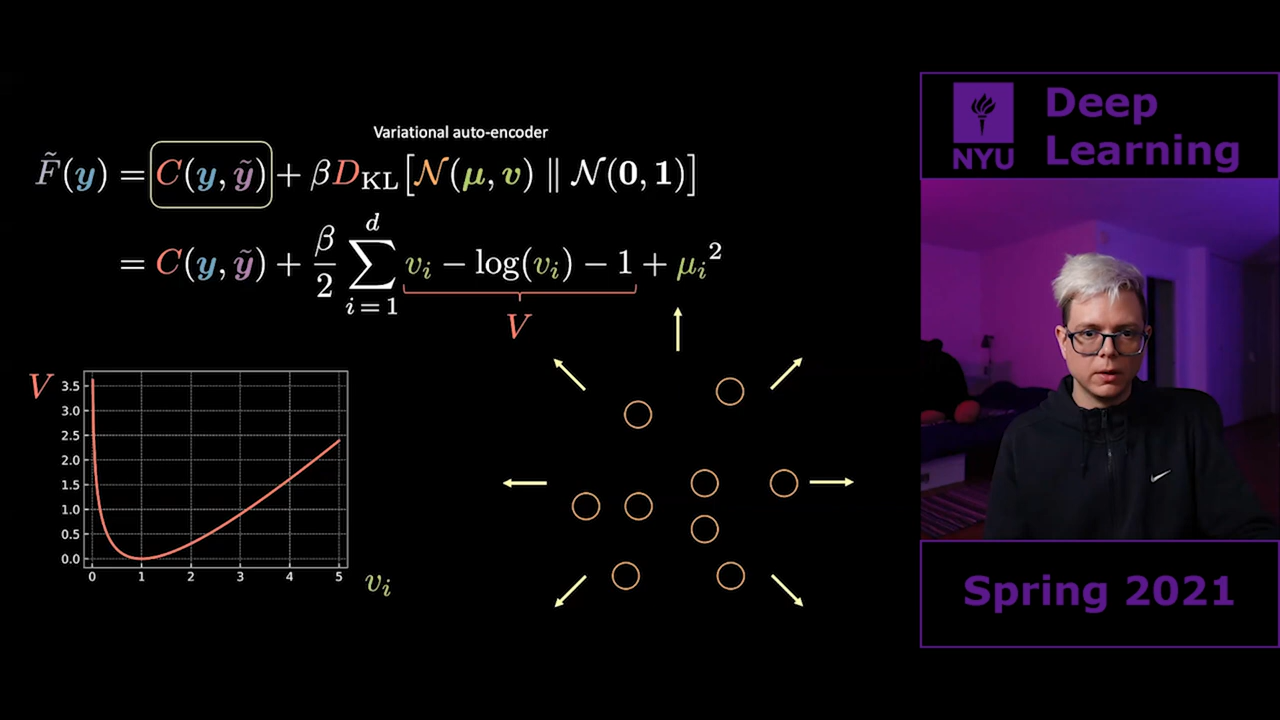 Variational auto-encoder
F̃(y) = C(y, ỹ) + βD_KL[𝒩(μ, v) ∥ 𝒩(0, 1)]
= C(y, ỹ) + β/2 ∑_{i=1}^{d} v_i − log(v_i) − 1 + μ_i²
V
V
3.5
3.0
2.5
2.0
1.5
1.0
0.5
0.0
0 1 2 3 4 5
v_i
NYU
Deep
Learning
Spring 2021